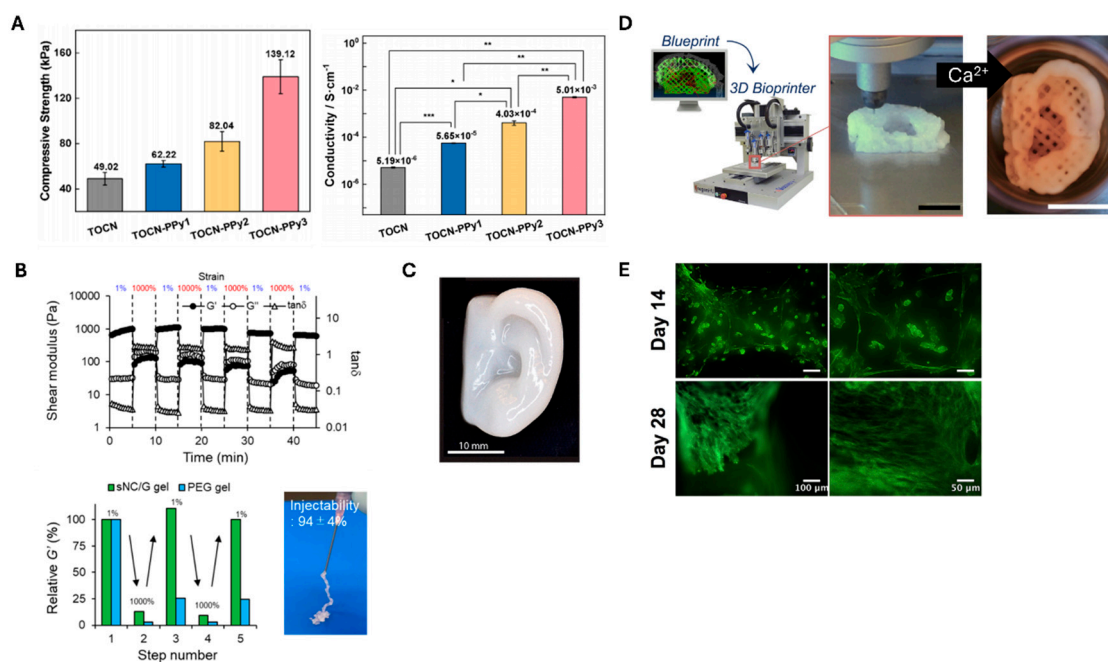 A
Compressive Strength (kPa)
160
120
80
40
49.02
62.22
82.04
139.12
TOCN
TOCN-PPy1
TOCN-PPy2
TOCN-PPy3
Conductivity / S·cm⁻¹
10⁰
10⁻²
10⁻⁴
10⁻⁶
**
**
*
**
*
***
5.19×10⁻⁶
5.65×10⁻⁵
4.03×10⁻⁴
5.01×10⁻³
TOCN
TOCN-PPy1
TOCN-PPy2
TOCN-PPy3
D
Blueprint
3D Bioprinter
Ca²⁺
B
Strain
1% 1000% 1% 1000% 1% 1000% 1% 1000% 1%
G' G'' tanδ
Shear modulus (Pa)
10000
1000
100
10
1
10
1
0.1
0.01
tanδ
0 10 20 30 40
Time (min)
sNC/G gel PEG gel
Relative G' (%)
100
75
50
25
0
1%
1000%
1%
1000%
1%
1 2 3 4 5
Step number
Injectability
: 94 ± 4%
C
10 mm
E
Day 14
Day 28
100 µm
50 µm